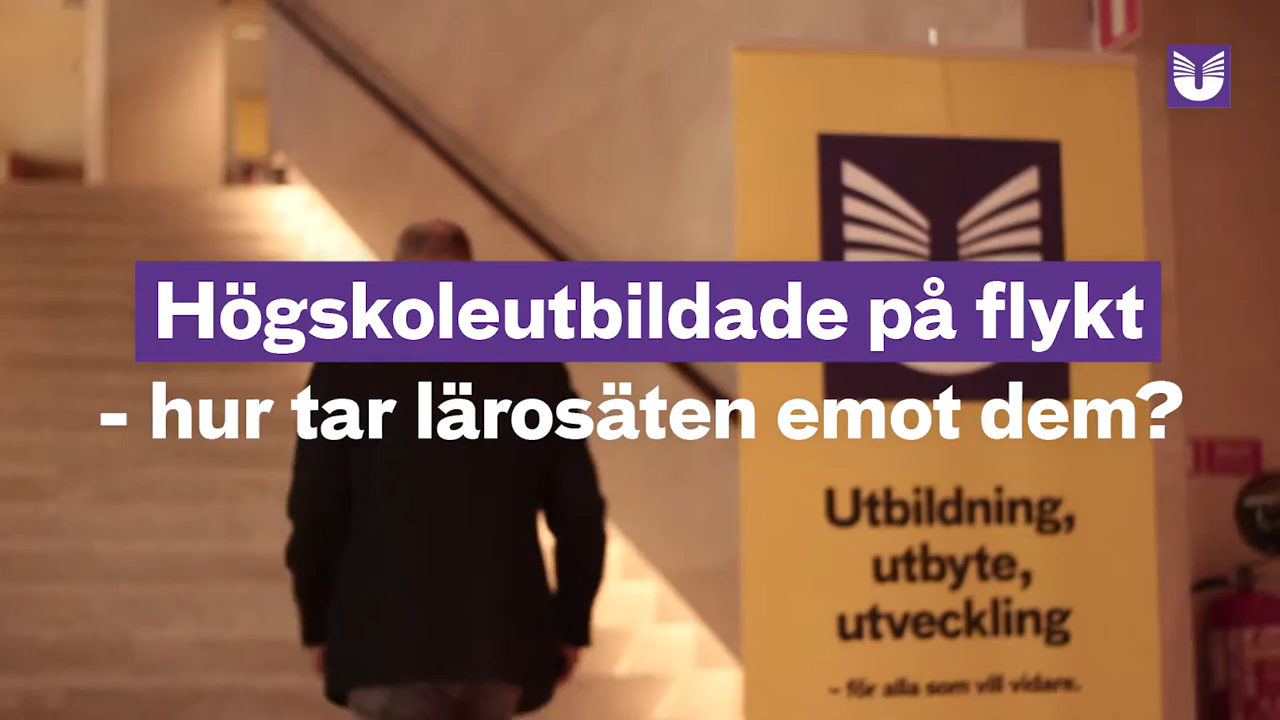 Högskoleutbildade på flykt
- hur tar lärosäten emot dem?
Utbildning,
utbyte,
utveckling
- för alla som vill vidare.